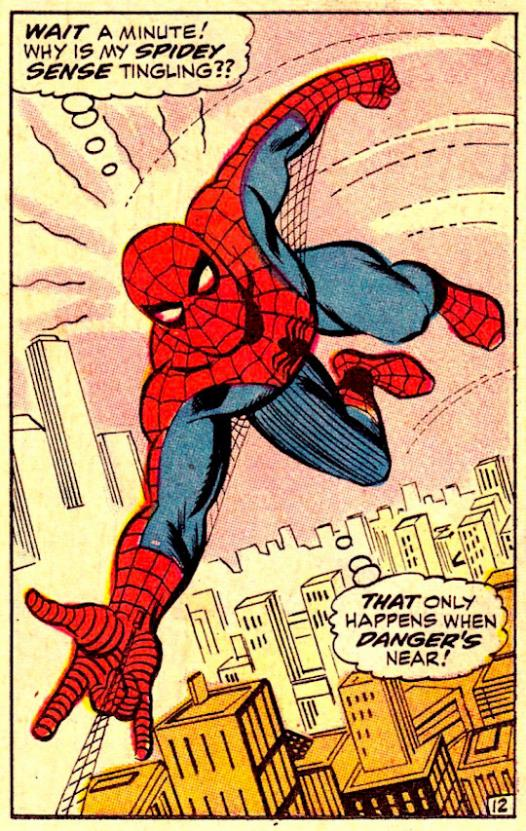 WAIT A MINUTE!
WHY IS MY SPIDEY
SENSE TINGLING??
THAT ONLY
HAPPENS WHEN
DANGER'S
NEAR!
12